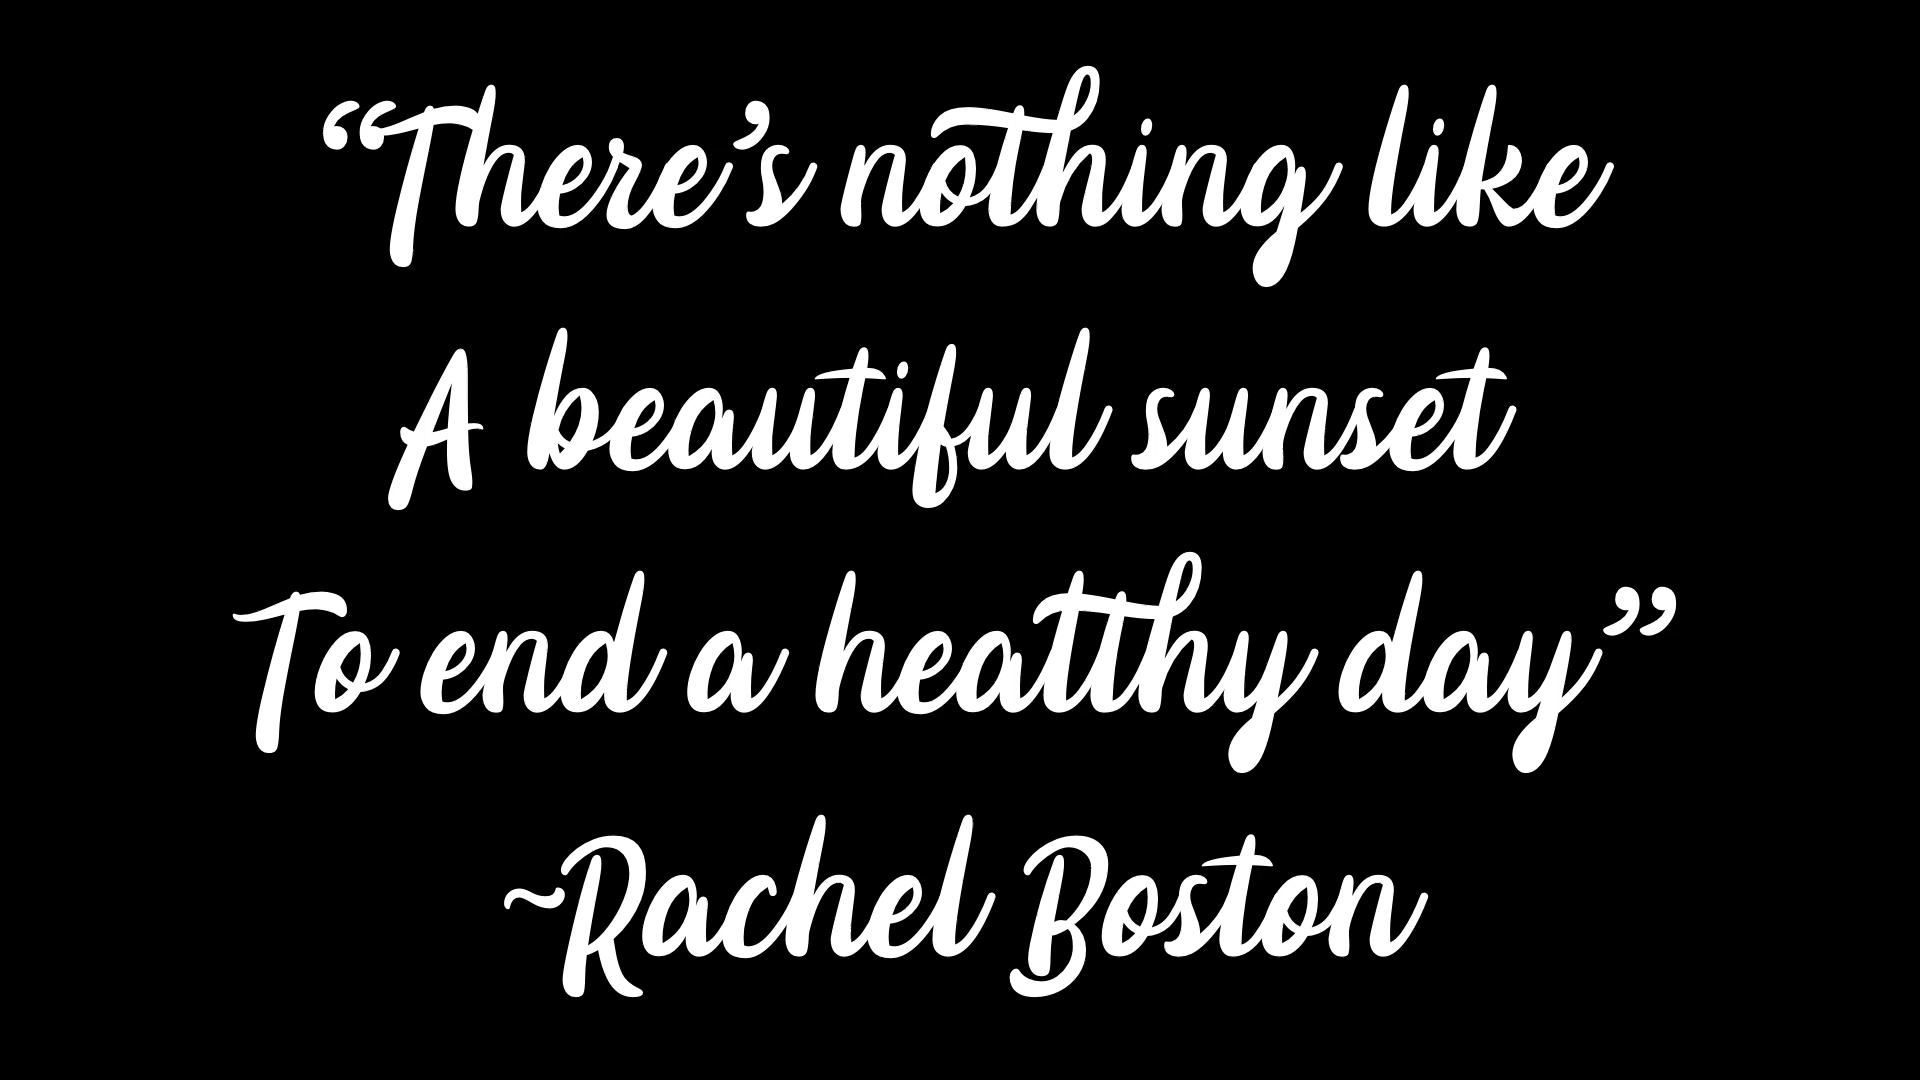 “There’s nothing like
A beautiful sunset
To end a healthy day”
~Rachel Boston